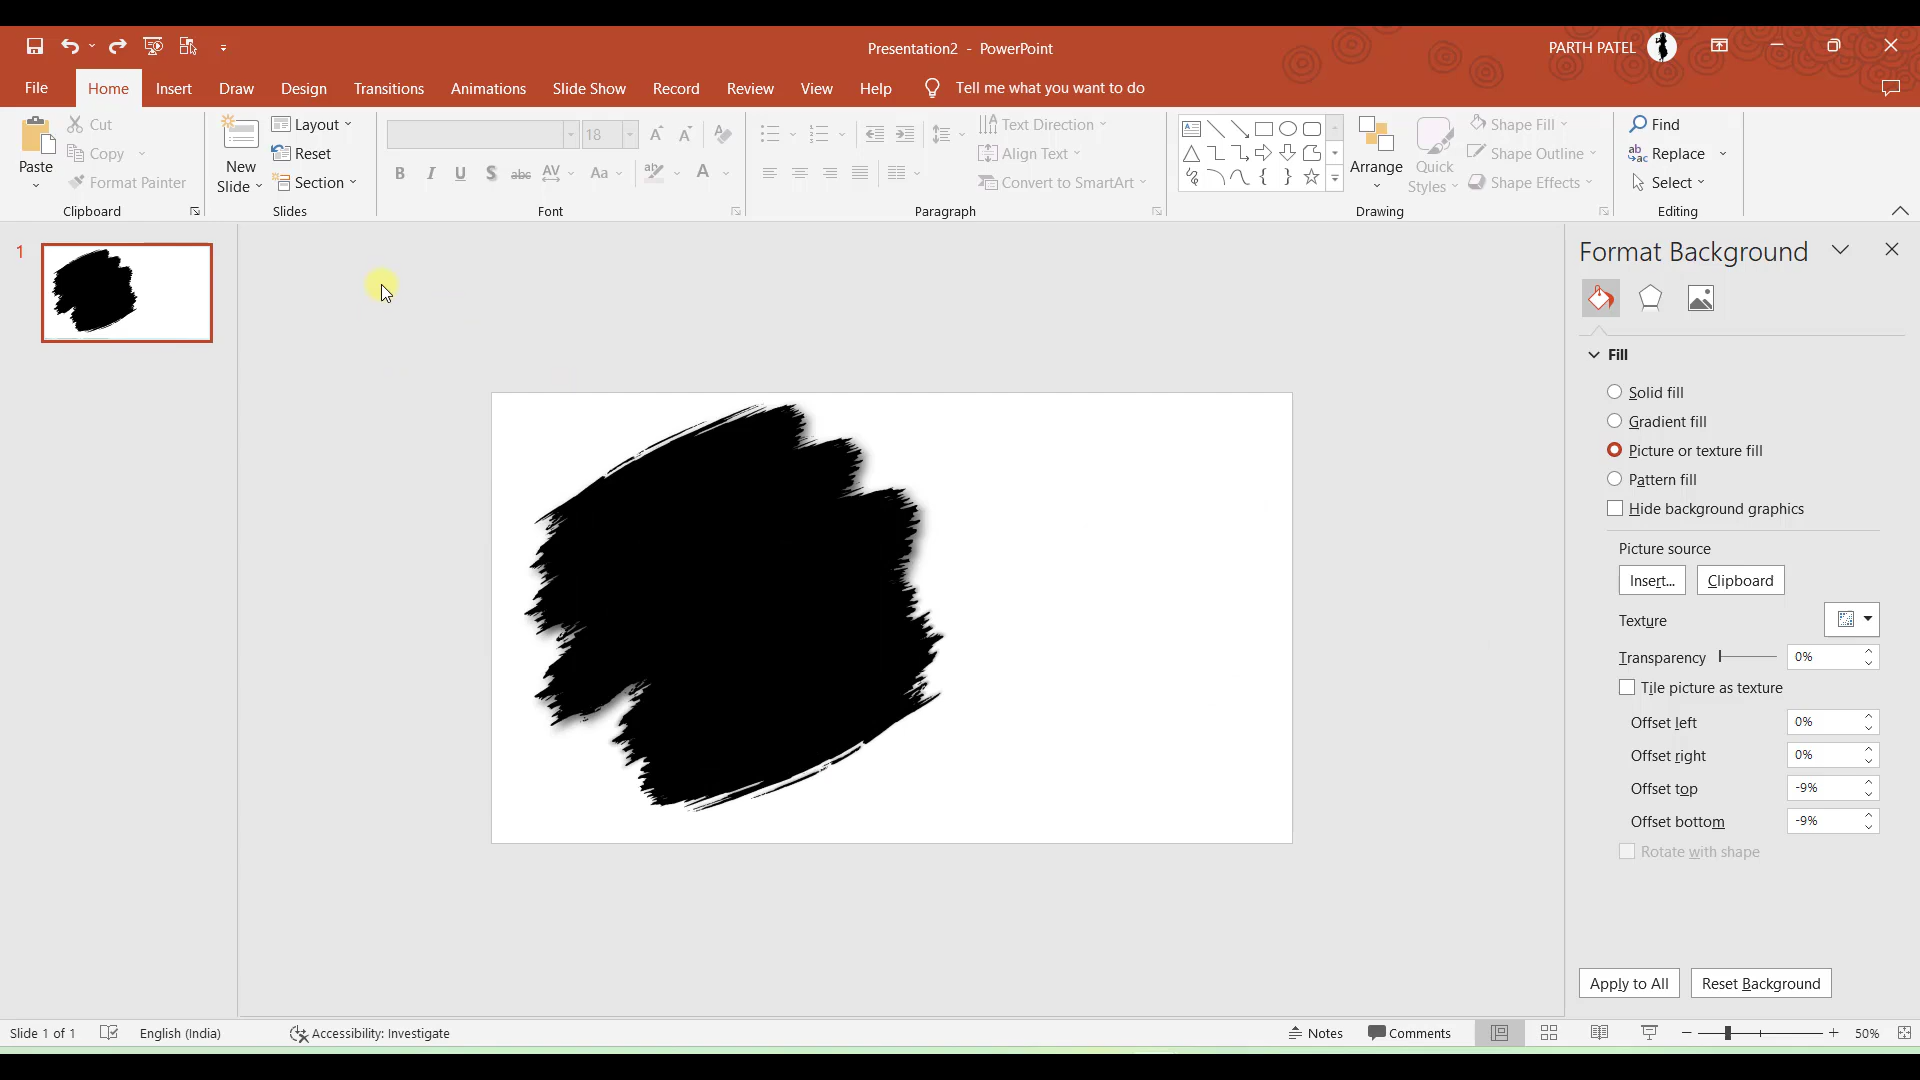 Presentation2 - PowerPoint
PARTH PATEL
File Home Insert Draw Design Transitions Animations Slide Show Record Review View Help Tell me what you want to do
Paste
Cut
Copy
Format Painter
Clipboard
New
Slide
Layout
Reset
Section
Slides
18
B I U S abc AV Aa A
Font
Text Direction
Align Text
Convert to SmartArt
Paragraph
Arrange
Quick
Styles
Shape Fill
Shape Outline
Shape Effects
Drawing
Find
Replace
Select
Editing
1
Format Background
Fill
Solid fill
Gradient fill
Picture or texture fill
Pattern fill
Hide background graphics
Picture source
Insert... Clipboard
Texture
Transparency 0%
Tile picture as texture
Offset left 0%
Offset right 0%
Offset top -9%
Offset bottom -9%
Rotate with shape
Apply to All Reset Background
Slide 1 of 1 English (India) Accessibility: Investigate Notes Comments 50%